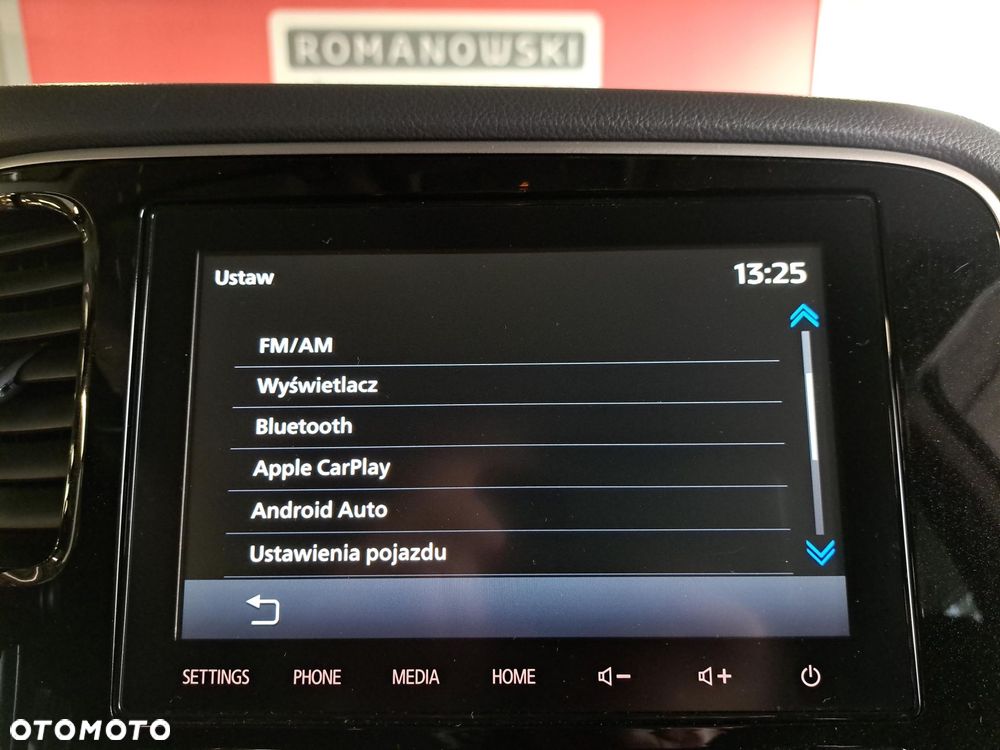 ROMANOWSKI
Ustaw 13:25
FM/AM
Wyświetlacz
Bluetooth
Apple CarPlay
Android Auto
Ustawienia pojazdu
SETTINGS PHONE MEDIA HOME
OTOMOTO